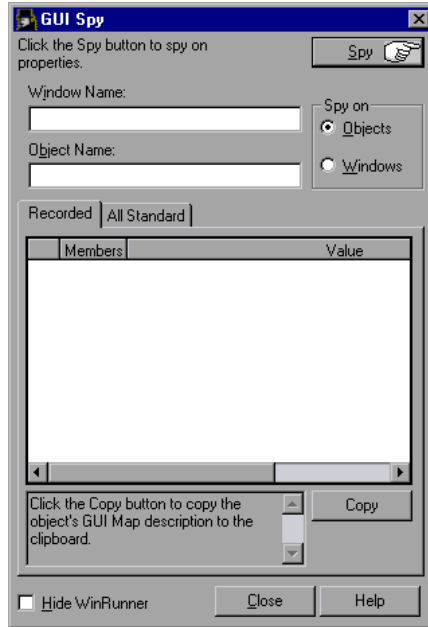 GUI Spy
Click the Spy button to spy on
properties.
Spy
Window Name:
Spy on
Objects
Object Name:
Windows
Recorded
All Standard
Members
Value
Click the Copy button to copy the
object's GUI Map description to the
clipboard.
Copy
Hide WinRunner
Close
Help